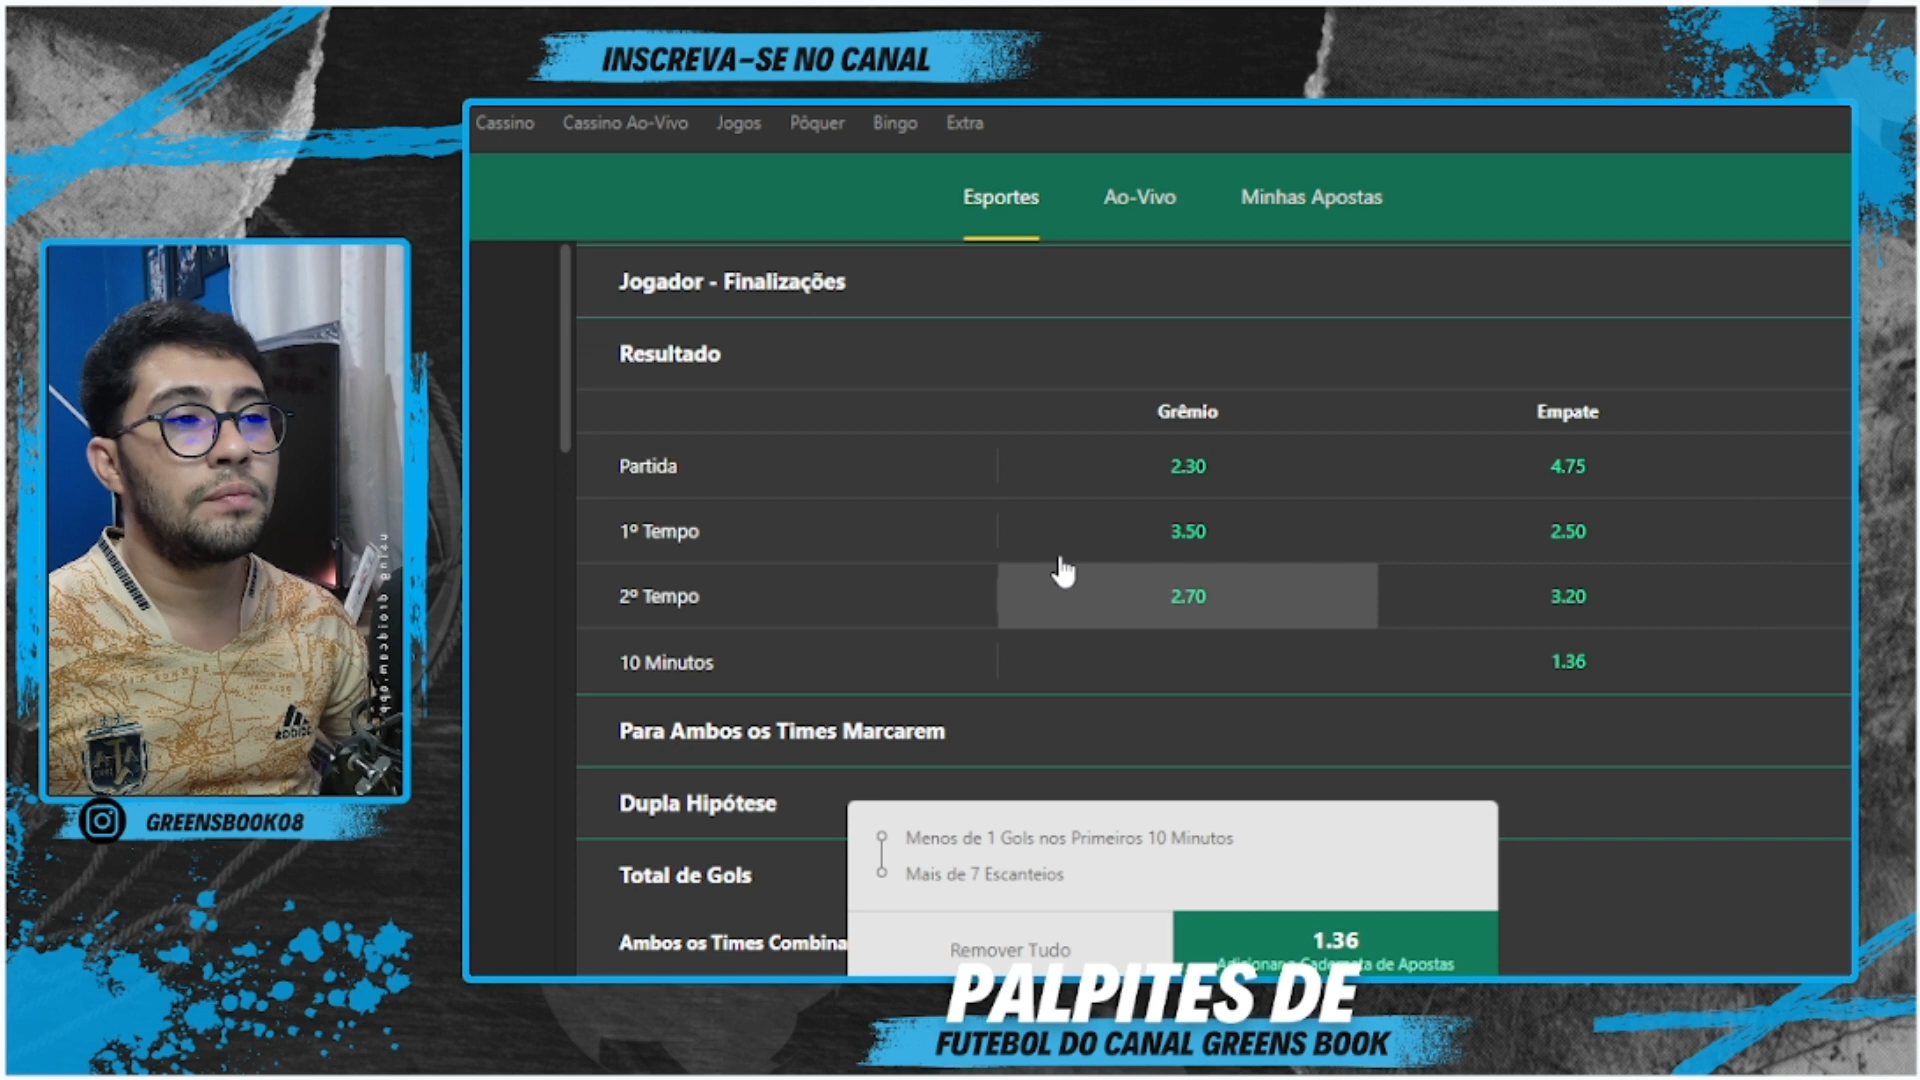 INSCREVA-SE NO CANAL
Cassino Cassino Ao-Vivo Jogos Pôquer Bingo Extra
Esportes Ao-Vivo Minhas Apostas
Jogador - Finalizações
Resultado
Grêmio Empate
Partida 2.30 4.75
1º Tempo 3.50 2.50
2º Tempo 2.70 3.20
10 Minutos 1.36
Para Ambos os Times Marcarem
Dupla Hipótese
Menos de 1 Gols nos Primeiros 10 Minutos
Mais de 7 Escanteios
Total de Gols
Ambos os Times Combina
Remover Tudo
1.36
Adicionar a Caderneta de Apostas
GREENSBOOK08
PALPITES DE
FUTEBOL DO CANAL GREENS BOOK